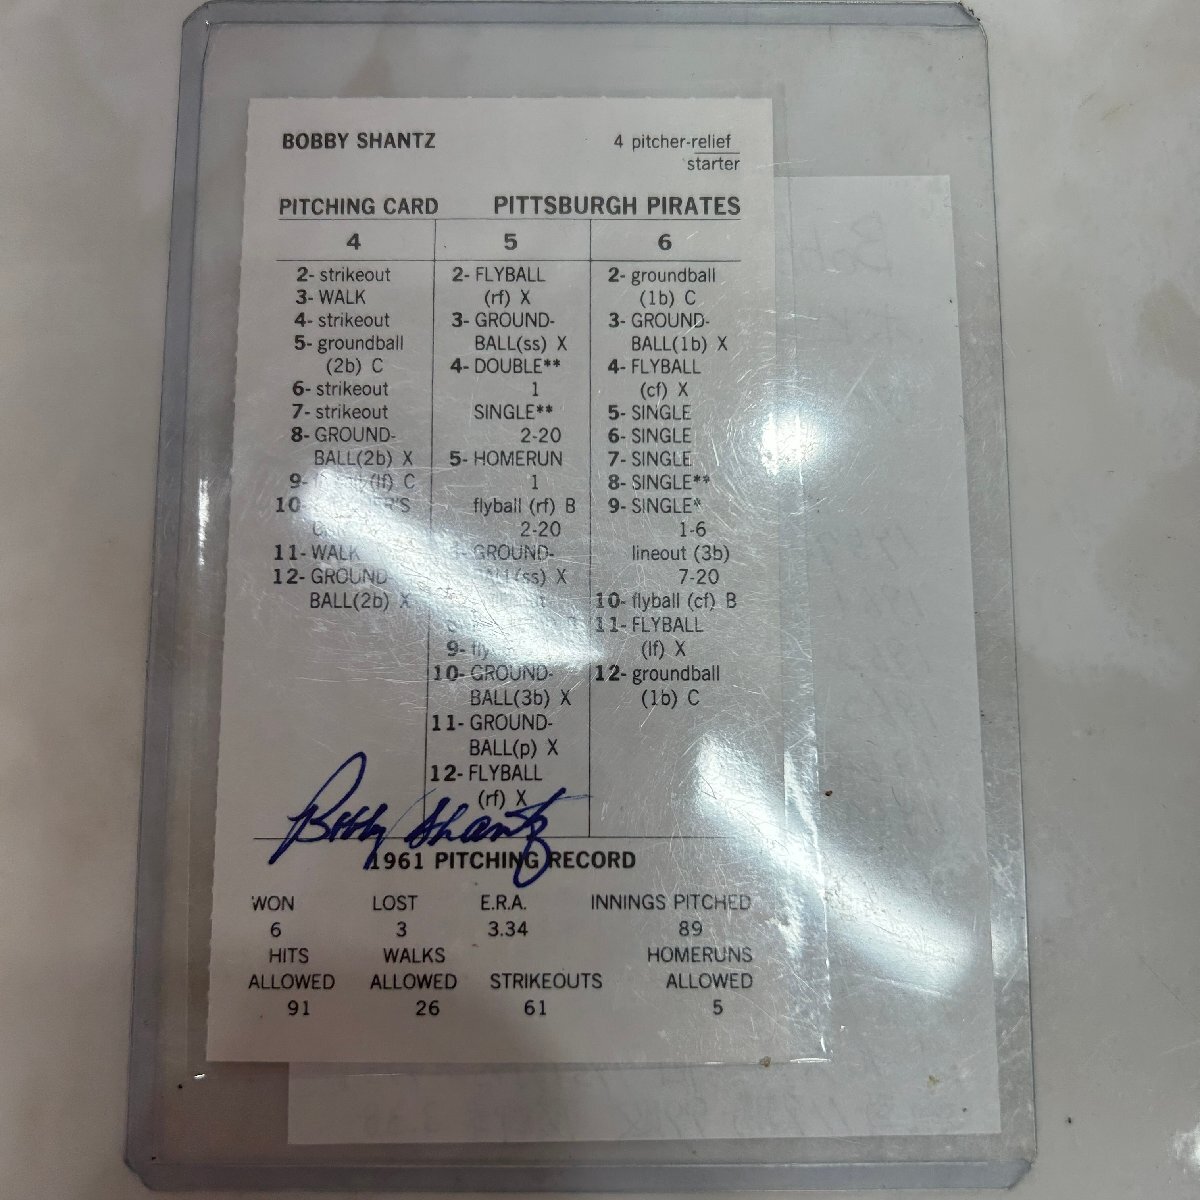 BOBBY SHANTZ
4 pitcher-relief
starter
PITCHING CARD
PITTSBURGH PIRATES
4
2- strikeout
3- WALK
4- strikeout
5- groundball
(2b) C
6- strikeout
7- strikeout
8- GROUND-
BALL(2b) X
9- (lf) C
10
11- WALK
12- GROUND
BALL(2b) X
5
2- FLYBALL
(rf) X
3- GROUND-
BALL(ss) X
4- DOUBLE**
1
SINGLE**
2-20
5- HOMERUN
1
flyball (rf) B
2-20
GROUND-
(ss) X
9-
10- GROUND-
BALL(3b) X
11- GROUND-
BALL(p) X
12- FLYBALL
(rf) X
6
2- groundball
(1b) C
3- GROUND-
BALL(1b) X
4- FLYBALL
(cf) X
5- SINGLE
6- SINGLE
7- SINGLE
8- SINGLE**
9- SINGLE*
1-6
lineout (3b)
7-20
10- flyball (cf) B
11- FLYBALL
(lf) X
12- groundball
(1b) C
Bobby Shantz
1961 PITCHING RECORD
WON LOST E.R.A. INNINGS PITCHED
6 3 3.34 89
HITS WALKS HOMERUNS
ALLOWED ALLOWED STRIKEOUTS ALLOWED
91 26 61 5